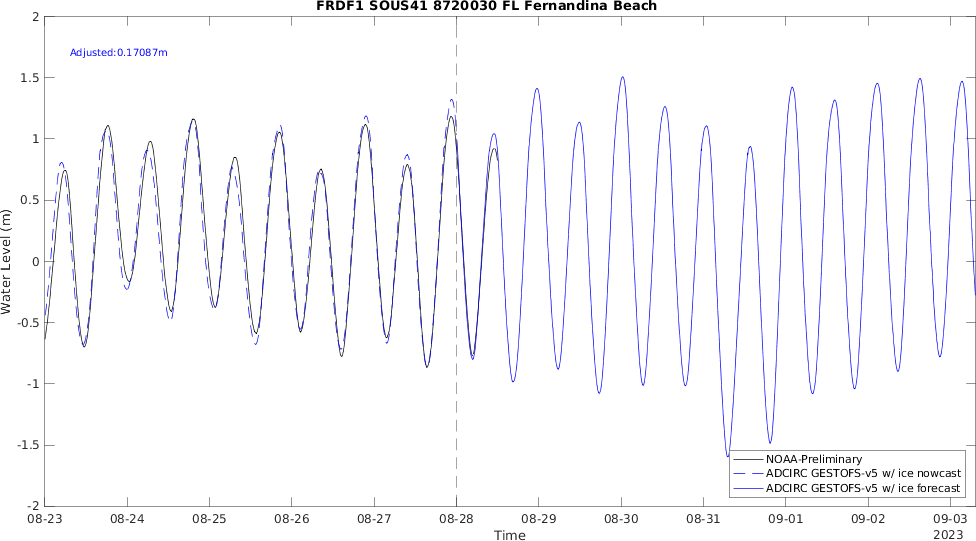 FRDF1 SOUS41 8720030 FL Fernandina Beach
Adjusted:0.17087m
Water Level (m)
2
1.5
1
0.5
0
-0.5
-1
-1.5
-2
NOAA-Preliminary
ADCIRC GESTOFS-v5 w/ ice nowcast
ADCIRC GESTOFS-v5 w/ ice forecast
08-23 08-24 08-25 08-26 08-27 08-28 08-29 08-30 08-31 09-01 09-02 09-03
Time
2023